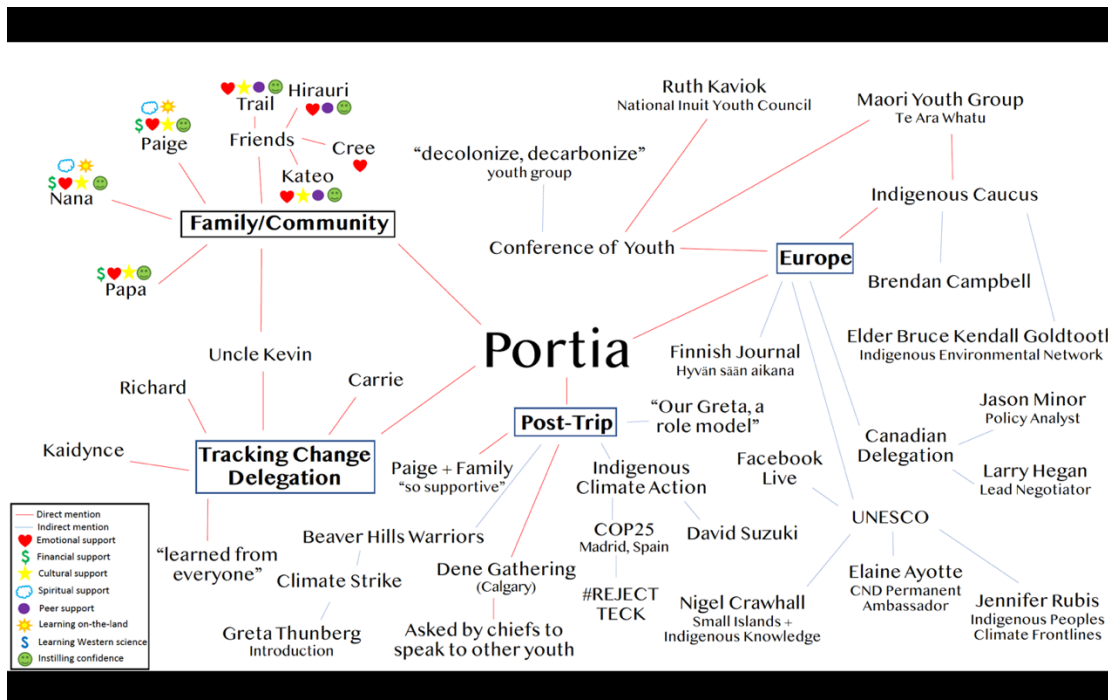 Hirauri
Trail
Friends
Cree
Kateo
Paige
Nana
Family/Community
Papa
Ruth Kaviok
National Inuit Youth Council
Maori Youth Group
Te Ara Whatu
“decolonize, decarbonize”
youth group
Indigenous Caucus
Conference of Youth
Europe
Brendan Campbell
Portia
Elder Bruce Kendall Goldtooth
Indigenous Environmental Network
Finnish Journal
Hyvän sään aikana
Uncle Kevin
Richard
Carrie
Kaidynce
Tracking Change
Delegation
“learned from
everyone”
Post-Trip
“Our Greta, a
role model”
Paige + Family
“so supportive”
Indigenous
Climate Action
Beaver Hills Warriors
Climate Strike
Greta Thunberg
Introduction
Dene Gathering
(Calgary)
Asked by chiefs to
speak to other youth
COP25
Madrid, Spain
#REJECT
TECK
David Suzuki
Jason Minor
Policy Analyst
Canadian
Delegation
Larry Hegan
Lead Negotiator
Facebook
Live
UNESCO
Nigel Crawhall
Small Islands +
Indigenous Knowledge
Elaine Ayotte
CND Permanent
Ambassador
Jennifer Rubis
Indigenous Peoples
Climate Frontlines
Direct mention
Indirect mention
Emotional support
Financial support
Cultural support
Spiritual support
Peer support
Learning on-the-land
Learning Western science
Instilling confidence